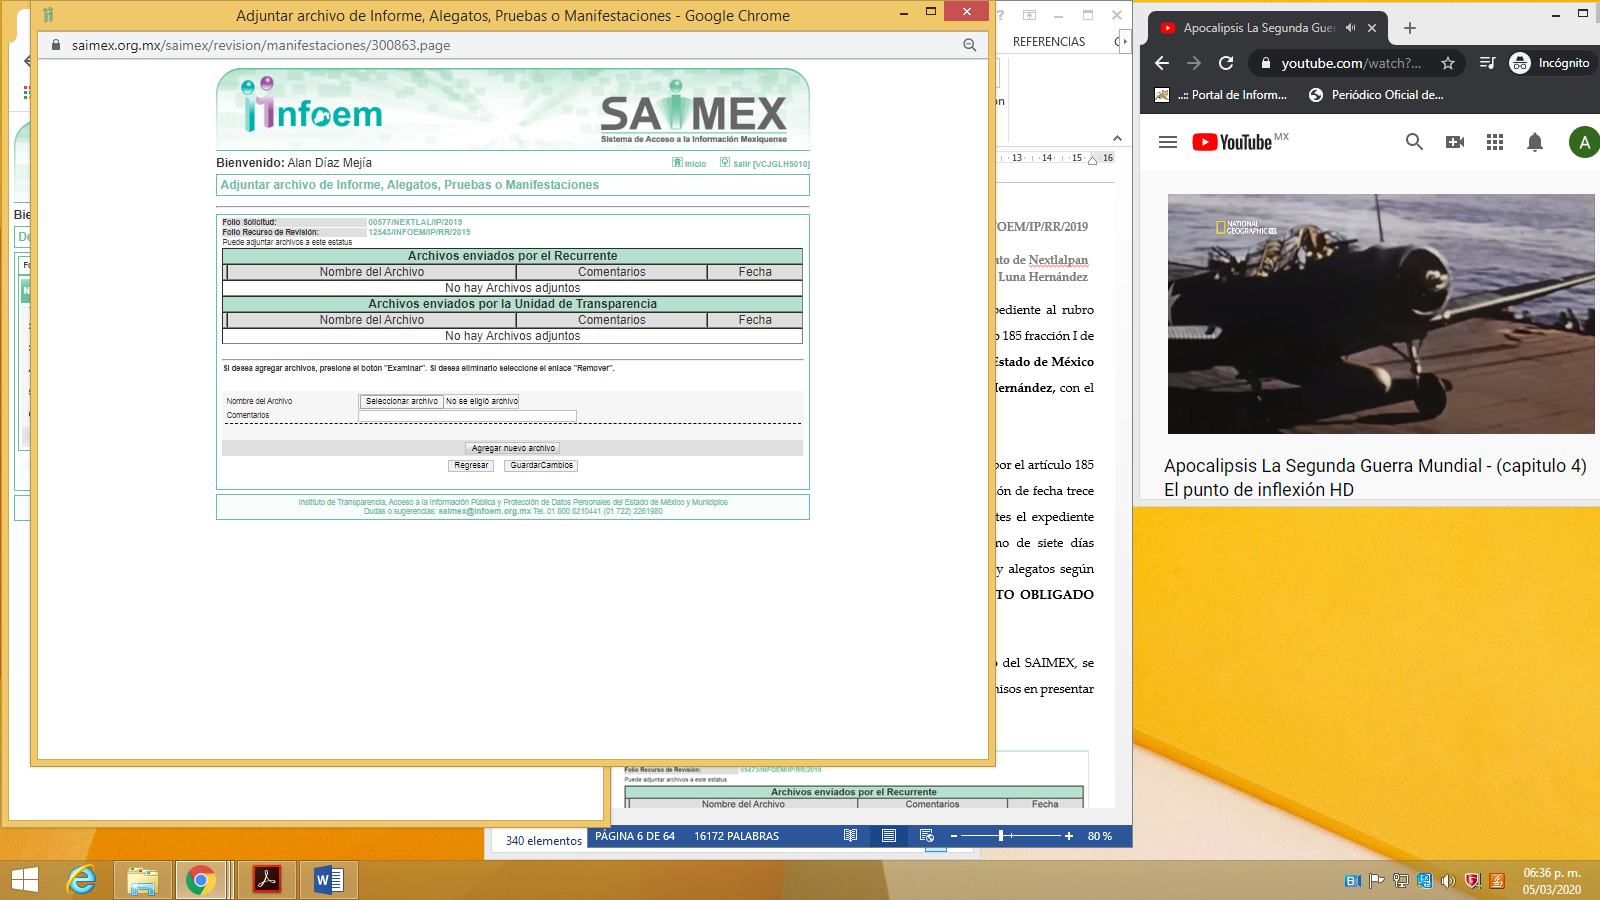 Adjuntar archivo de Informe, Alegatos, Pruebas o Manifestaciones - Google Chrome
saimex.org.mx/saimex/revision/manifestaciones/300863.page
infoem
SAIMEX
Sistema de Acceso a la Información Mexiquense
Bienvenido: Alan Díaz Mejía
Inicio
Salir [VCJGLH5010]
Adjuntar archivo de Informe, Alegatos, Pruebas o Manifestaciones
Folio Solicitud: 00577/NEXTLAL/IP/2019
Folio Recurso de Revisión: 12543/INFOEM/IP/RR/2019
Puede adjuntar archivos a este estatus
Archivos enviados por el Recurrente
Nombre del Archivo Comentarios Fecha
No hay Archivos adjuntos
Archivos enviados por la Unidad de Transparencia
Nombre del Archivo Comentarios Fecha
No hay Archivos adjuntos
Si desea agregar archivos, presione el botón "Examinar". Si desea eliminarlo seleccione el enlace "Remover".
Nombre del Archivo Seleccionar archivo No se eligió archivo
Comentarios
Agregar nuevo archivo
Regresar GuardarCambios
Instituto de Transparencia, Acceso a la Información Pública y Protección de Datos Personales del Estado de México y Municipios
Dudas o sugerencias: saimex@infoem.org.mx Tel. 01 800 8210441 (01 722) 2261980
Bie
REFERENCIAS
13 14 15 16
FOEM/IP/RR/2019
nto de Nextlalpan
Luna Hernández
pediente al rubro
o 185 fracción I de
Estado de México
Hernández, con el
por el artículo 185
ón de fecha trece
tes el expediente
mo de siete días
y alegatos según
TO OBLIGADO
o del SAIMEX, se
misos en presentar
Folio Recurso de Revisión: 09473/INFOEM/IP/RR/2019
Puede adjuntar archivos a este estatus
Archivos enviados por el Recurrente
Nombre del Archivo Comentarios Fecha
340 elementos
PÁGINA 6 DE 64 16172 PALABRAS 80 %
Apocalipsis La Segunda Guer
youtube.com/watch?...
Incógnito
..:: Portal de Inform...
Periódico Oficial de...
YouTube MX
A
NATIONAL
GEOGRAPHIC
Apocalipsis La Segunda Guerra Mundial - (capitulo 4)
El punto de inflexión HD
06:36 p. m.
05/03/2020